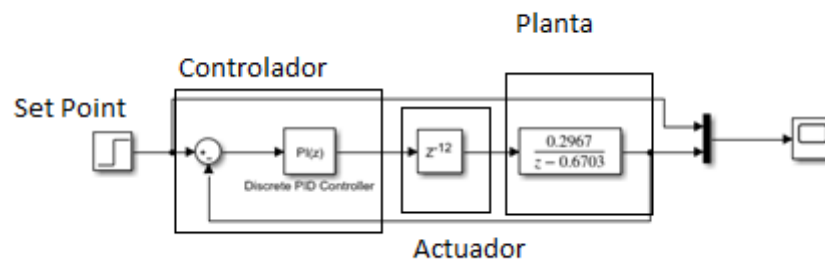 Planta
Controlador
Set Point
PI(z)
z-12
0.2967
z − 0.6703
Discrete PID Controller
Actuador